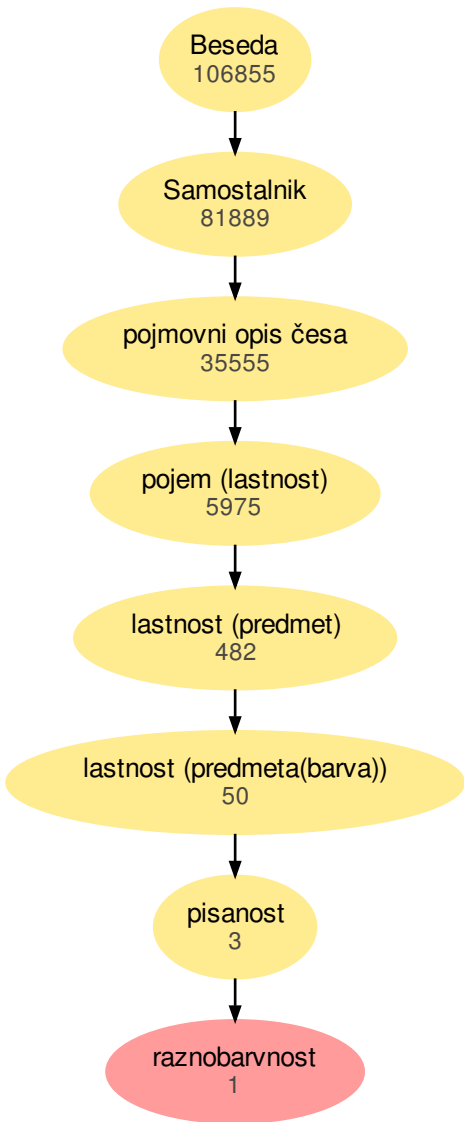 Beseda
106855
Samostalnik
81889
pojmovni opis česa
35555
pojem (lastnost)
5975
lastnost (predmet)
482
lastnost (predmeta(barva))
50
pisanost
3
raznobarvnost
1